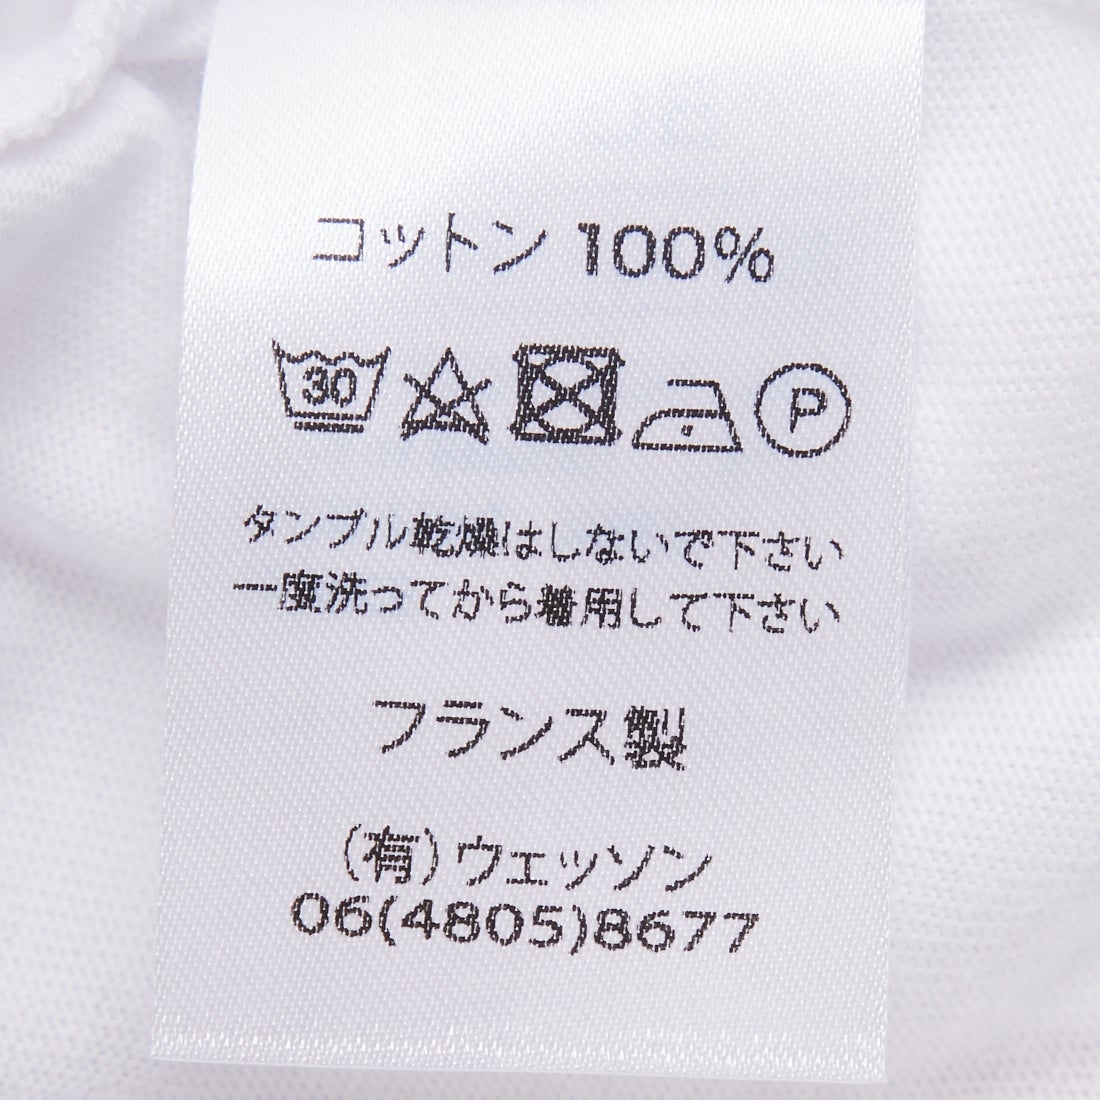 コットン 100%
30 P
タンブル乾燥はしないで下さい
一度洗ってから着用して下さい
フランス製
(有)ウェッソン
06(4805)8677